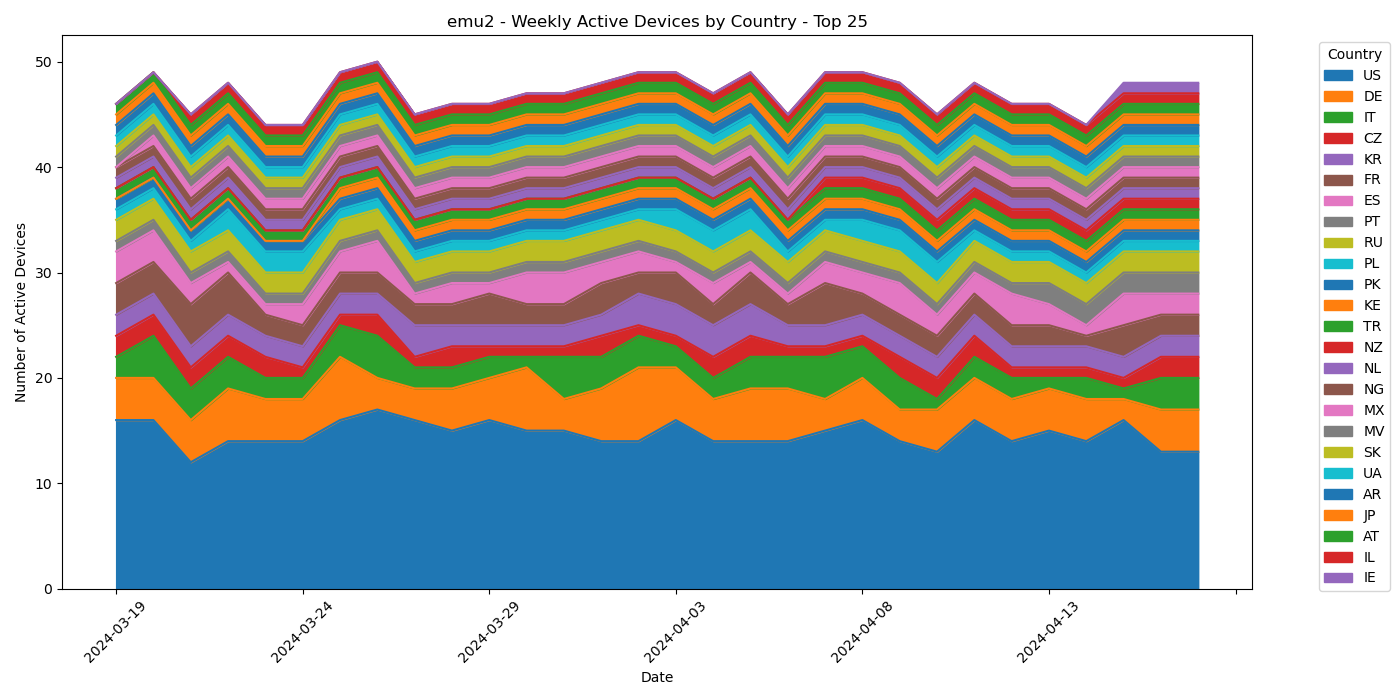 emu2 - Weekly Active Devices by Country - Top 25
Number of Active Devices
50
40
30
20
10
0
2024-03-19
2024-03-24
2024-03-29
2024-04-03
2024-04-08
2024-04-13
Date
Country
US
DE
IT
CZ
KR
FR
ES
PT
RU
PL
PK
KE
TR
NZ
NL
NG
MX
MV
SK
UA
AR
JP
AT
IL
IE